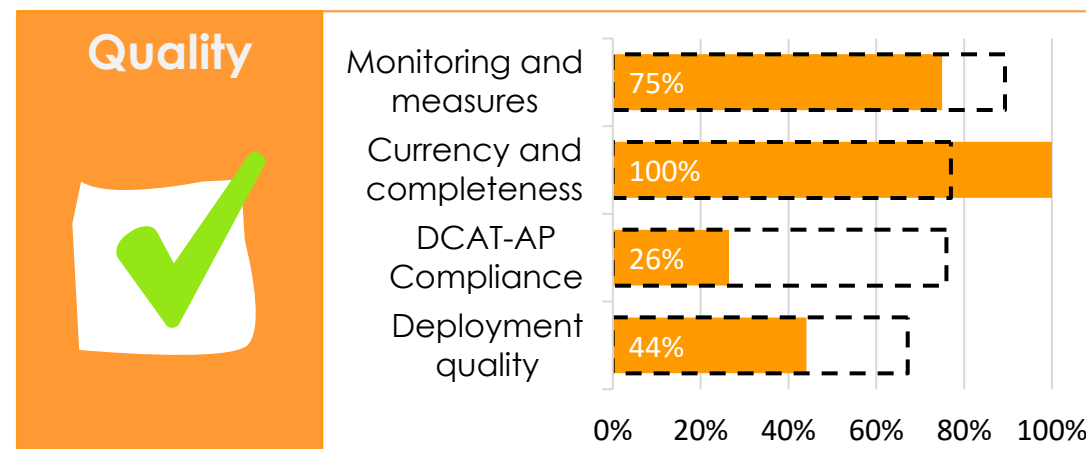 Quality
Monitoring and
measures
75%
Currency and
completeness
100%
DCAT-AP
Compliance
26%
Deployment
quality
44%
0% 20% 40% 60% 80% 100%